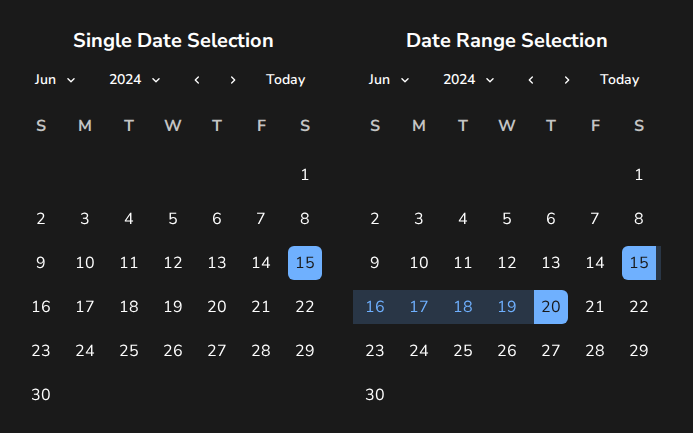 Single Date Selection
Jun 2024 Today
S M T W T F S
1
2 3 4 5 6 7 8
9 10 11 12 13 14 15
16 17 18 19 20 21 22
23 24 25 26 27 28 29
30
Date Range Selection
Jun 2024 Today
S M T W T F S
1
2 3 4 5 6 7 8
9 10 11 12 13 14 15
16 17 18 19 20 21 22
23 24 25 26 27 28 29
30